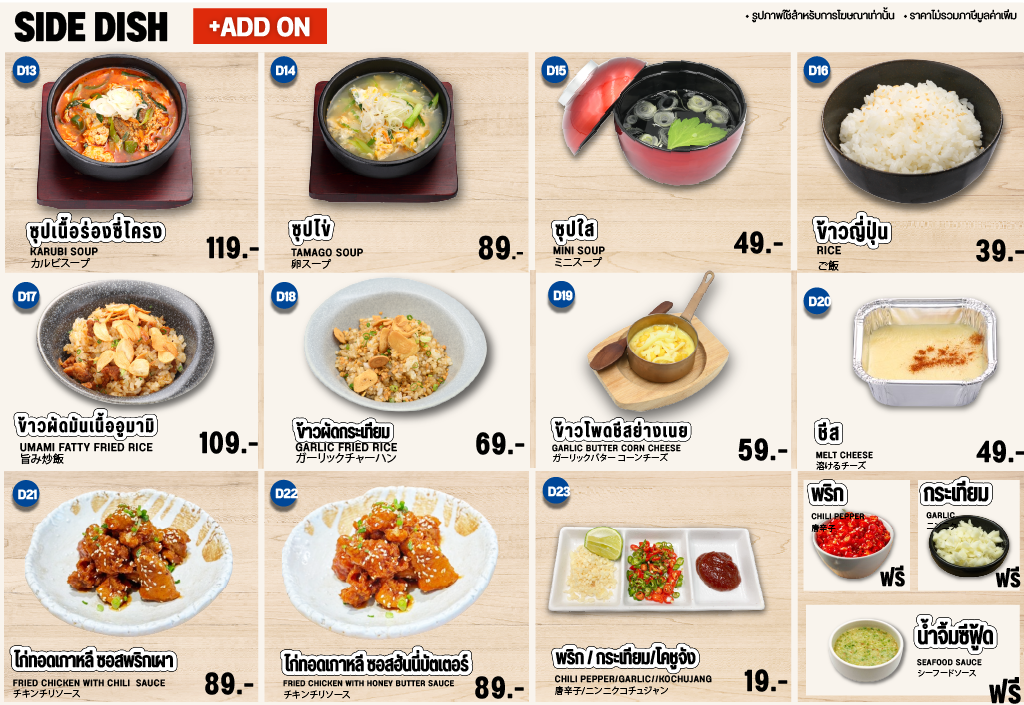 SIDE DISH
+ADD ON
• รูปภาพใช้สำหรับการโฆษณาเท่านั้น • ราคาไม่รวมภาษีมูลค่าเพิ่ม
D13
ซุปเนื้อร่องซี่โครง
KARUBI SOUP
カルビスープ
119.-
D14
ซุปไข่
TAMAGO SOUP
卵スープ
89.-
D15
ซุปใส
MINI SOUP
ミニスープ
49.-
D16
ข้าวญี่ปุ่น
RICE
ご飯
39.-
D17
ข้าวผัดมันเนื้ออูมามิ
UMAMI FATTY FRIED RICE
旨み炒飯
109.-
D18
ข้าวผัดกระเทียม
GARLIC FRIED RICE
ガーリックチャーハン
69.-
D19
ข้าวโพดชีสย่างเนย
GARLIC BUTTER CORN CHEESE
ガーリックバター コーンチーズ
59.-
D20
ชีส
MELT CHEESE
溶けるチーズ
49.-
D21
ไก่ทอดเกาหลี ซอสพริกเผา
FRIED CHICKEN WITH CHILI SAUCE
チキンチリソース
89.-
D22
ไก่ทอดเกาหลี ซอสฮันนี่บัตเตอร์
FRIED CHICKEN WITH HONEY BUTTER SAUCE
チキンチリソース
89.-
D23
พริก / กระเทียม/โคชูจัง
CHILI PEPPER/GARLIC//KOCHUJANG
唐辛子/ニンニクコチュジャン
19.-
พริก
CHILI PEPPER
唐辛子
ฟรี
กระเทียม
GARLIC
ฟรี
น้ำจิ้มซีฟู้ด
SEAFOOD SAUCE
シーフードソース
ฟรี